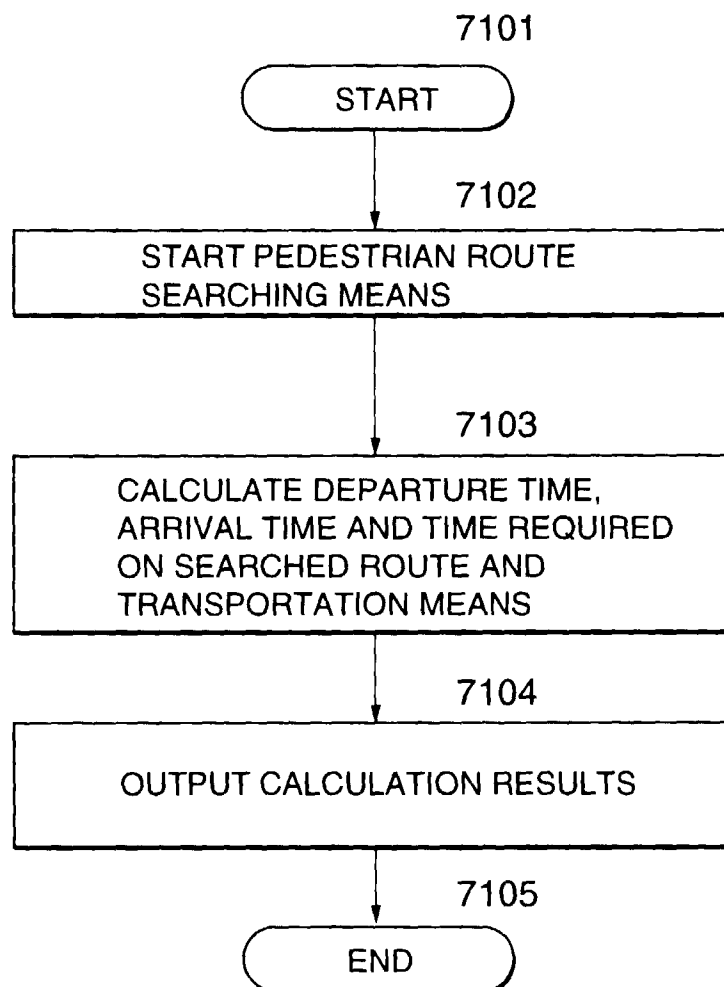 7101
START
7102
START PEDESTRIAN ROUTE
SEARCHING MEANS
7103
CALCULATE DEPARTURE TIME,
ARRIVAL TIME AND TIME REQUIRED
ON SEARCHED ROUTE AND
TRANSPORTATION MEANS
7104
OUTPUT CALCULATION RESULTS
7105
END